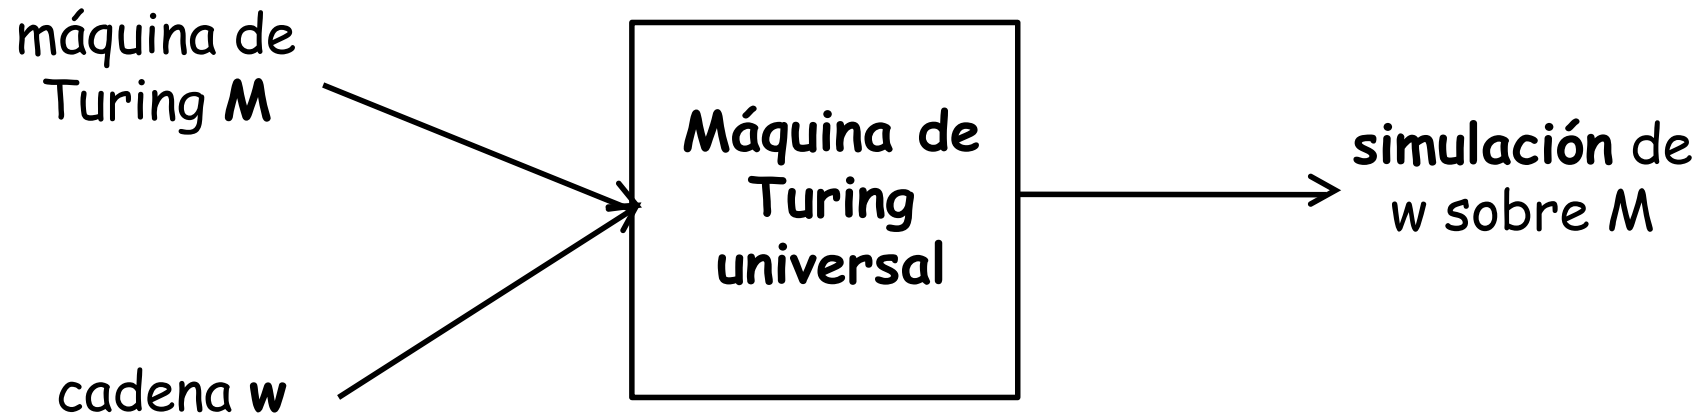 máquina de
Turing M
cadena w
Máquina de
Turing
universal
simulación de
w sobre M